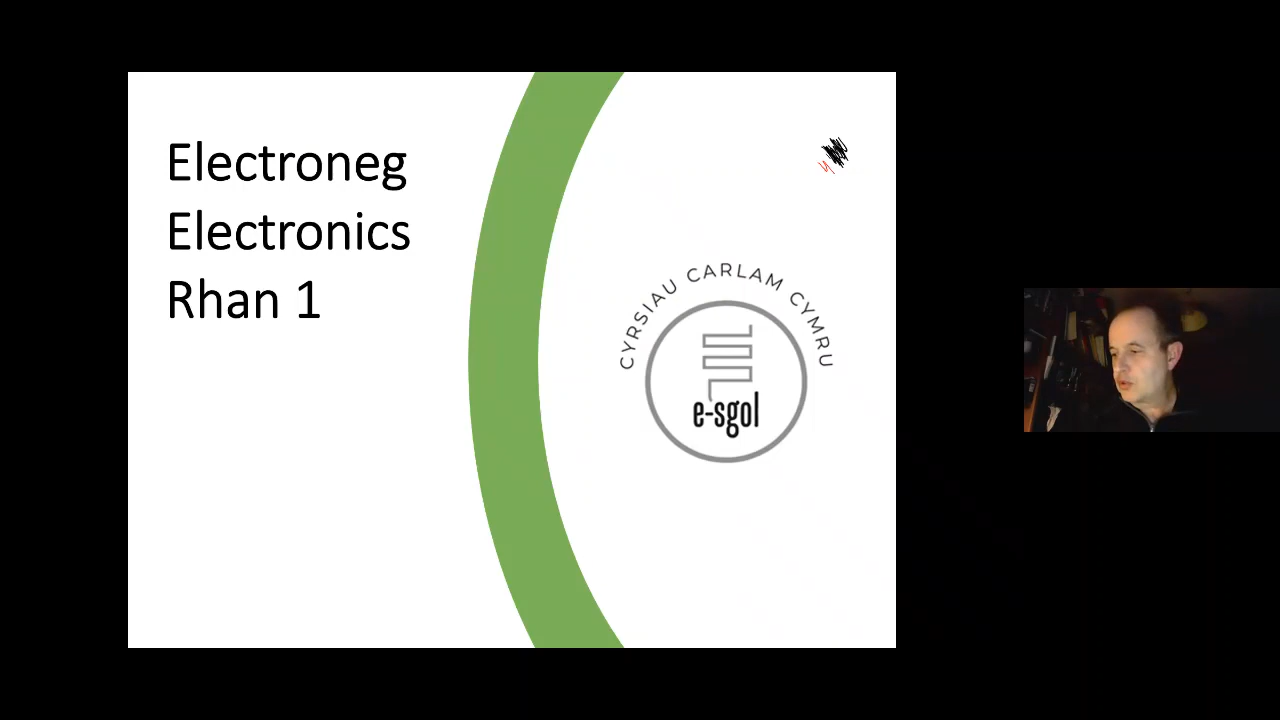 Electroneg
Electronics
Rhan 1
CYRSIAU CARLAM CYMRU
e-sgol